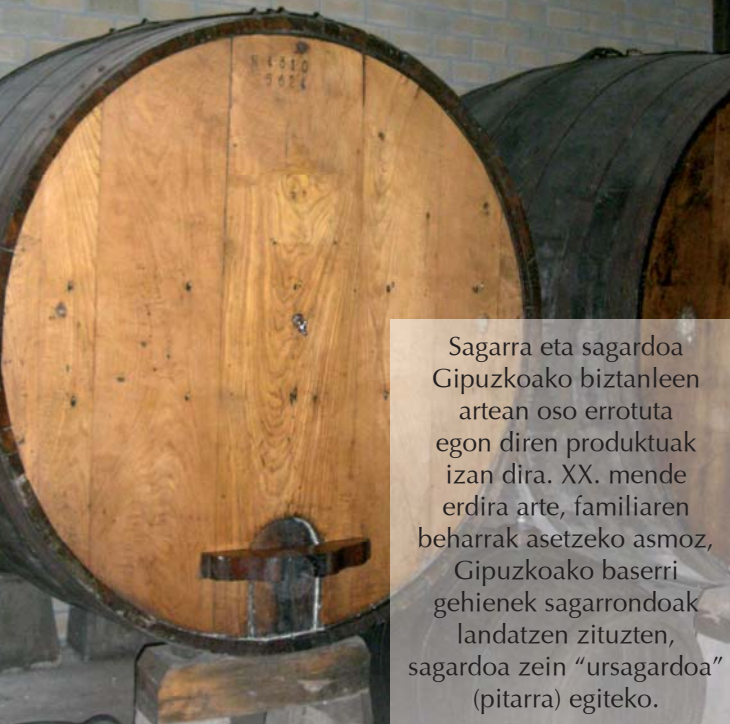 Sagarra eta sagardoa
Gipuzkoako biztanleen
artean oso errotuta
egon diren produktuak
izan dira. XX. mende
erdira arte, familiaren
beharrak asetzeko asmoz,
Gipuzkoako baserri
gehienek sagarrondoak
landatzen zituzten,
sagardoa zein “ursagardoa”
(pitarra) egiteko.